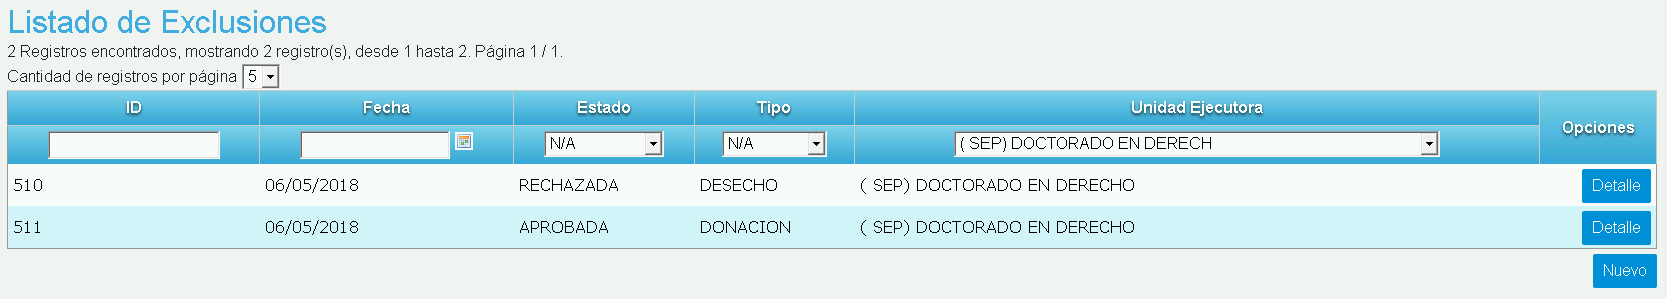 Listado de Exclusiones
2 Registros encontrados, mostrando 2 registro(s), desde 1 hasta 2. Página 1 / 1.
Cantidad de registros por página 5
ID Fecha Estado Tipo Unidad Ejecutora Opciones
N/A N/A ( SEP) DOCTORADO EN DERECH
510 06/05/2018 RECHAZADA DESECHO ( SEP) DOCTORADO EN DERECHO Detalle
511 06/05/2018 APROBADA DONACION ( SEP) DOCTORADO EN DERECHO Detalle
Nuevo